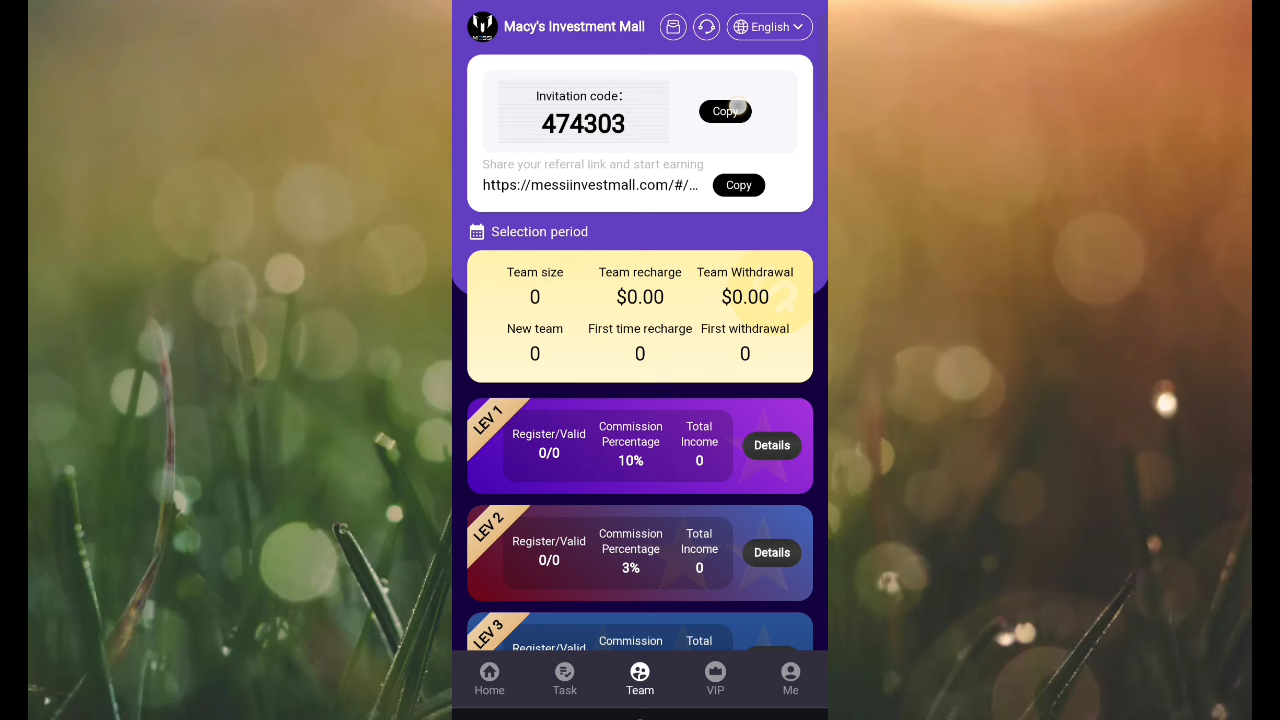 Macy's Investment Mall
English
Invitation code：
474303
Copy
Share your referral link and start earning
https://messiinvestmall.com/#/...
Copy
Selection period
Team size
Team recharge
Team Withdrawal
0
$0.00
$0.00
New team
First time recharge
First withdrawal
0
0
0
LEV 1
Register/Valid
0/0
Commission
Percentage
10%
Total
Income
0
Details
LEV 2
Register/Valid
0/0
Commission
Percentage
3%
Total
Income
0
Details
LEV 3
Register/Valid
Commission
Total
Home
Task
Team
VIP
Me